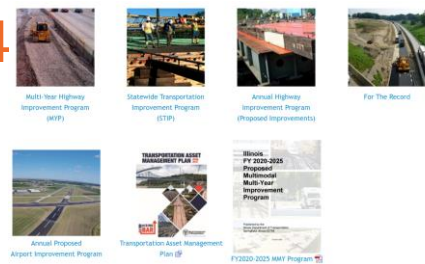 4
Multi-Year Highway
Improvement Program
(MYP)
Statewide Transportation
Improvement Program
(STIP)
Annual Highway
Improvement Program
(Proposed Improvements)
For The Record
Annual Proposed
Airport Improvement Program
TRANSPORTATION ASSET
MANAGEMENT PLAN
Transportation Asset Management
Plan
Illinois
FY 2020-2025
Proposed
Multimodal
Multi-Year
Improvement
Program
FY2020-2025 MMY Program